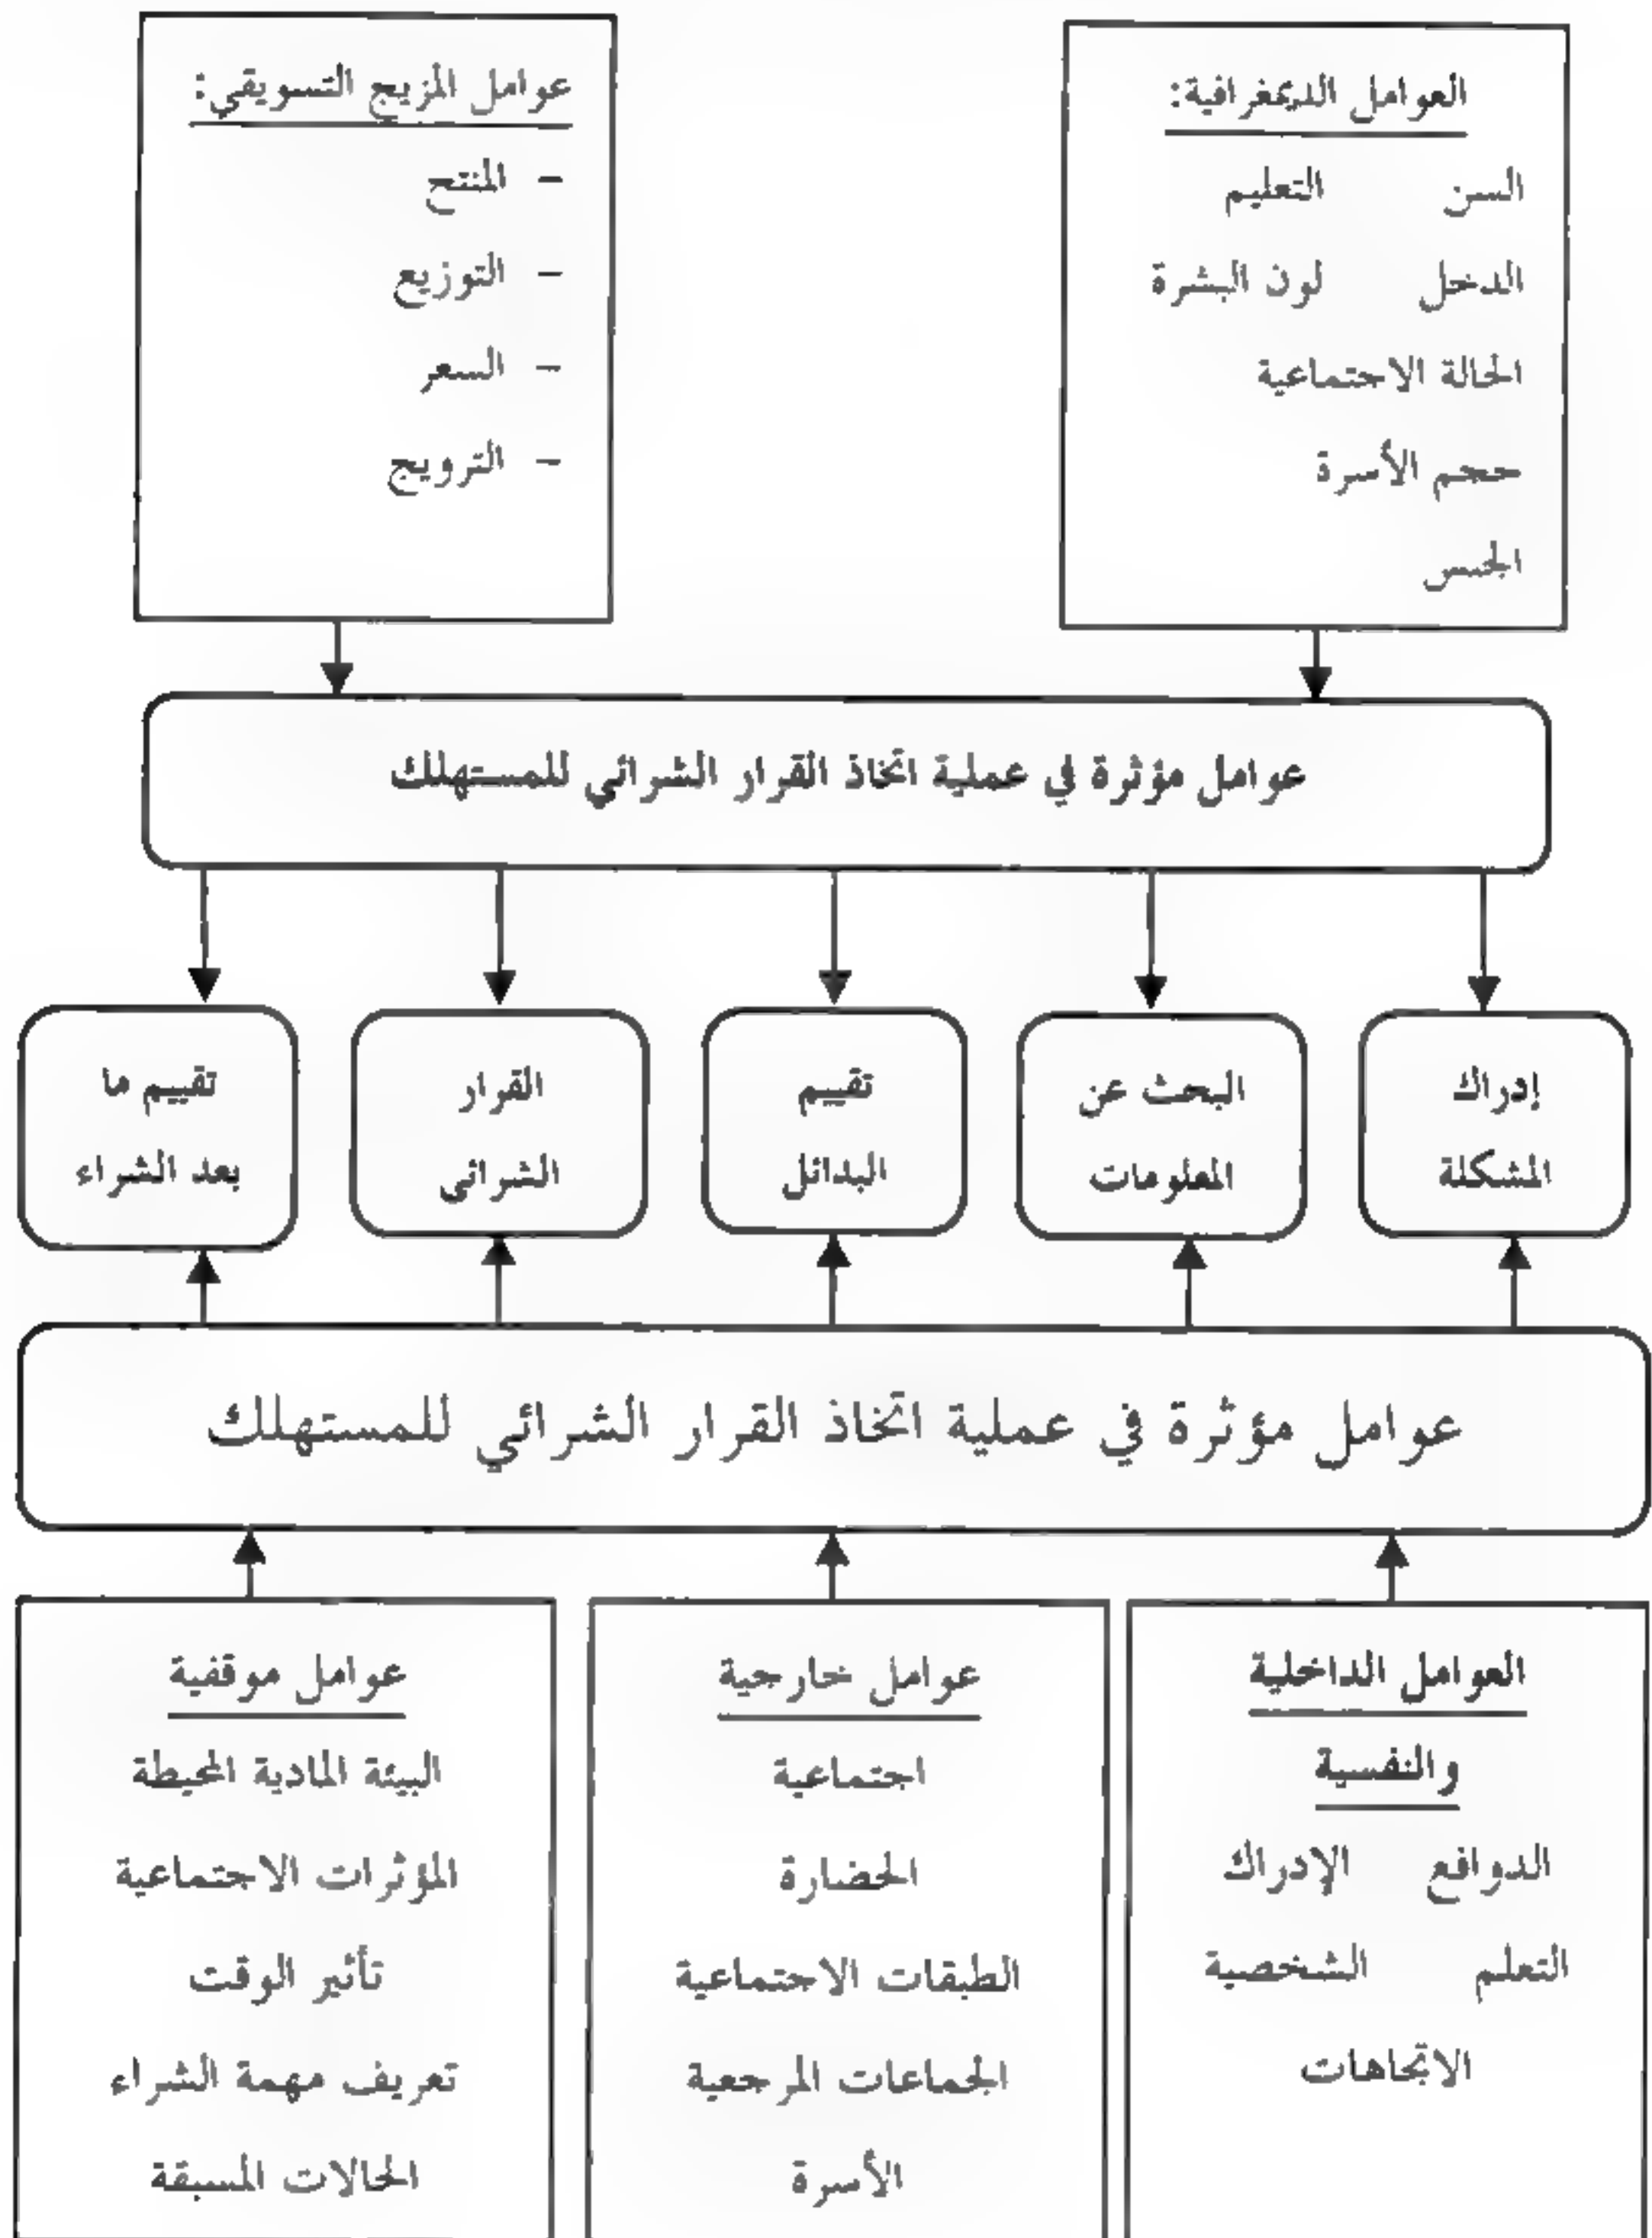 العوامل الديمغرافية:
السن التعليم
الدخل لون البشرة
الحالة الاجتماعية
حجم الأسرة
الجنس
عوامل المزيج التسويقي:
- المنتج
- التوزيع
- السعر
- الترويج
عوامل مؤثرة في عملية اتخاذ القرار الشرائي للمستهلك
إدراك
المشكلة
البحث عن
المعلومات
تقييم
البدائل
القرار
الشرائي
تقييم ما
بعد الشراء
عوامل مؤثرة في عملية اتخاذ القرار الشرائي للمستهلك
العوامل الداخلية
والنفسية
الدوافع الإدراك
التعلم الشخصية
الاتجاهات
عوامل خارجية
اجتماعية
الحضارة
الطبقات الاجتماعية
الجماعات المرجعية
الأسرة
عوامل موقفية
البيئة المادية المحيطة
المؤثرات الاجتماعية
تأثير الوقت
تعريف مهمة الشراء
الحالات المسبقة